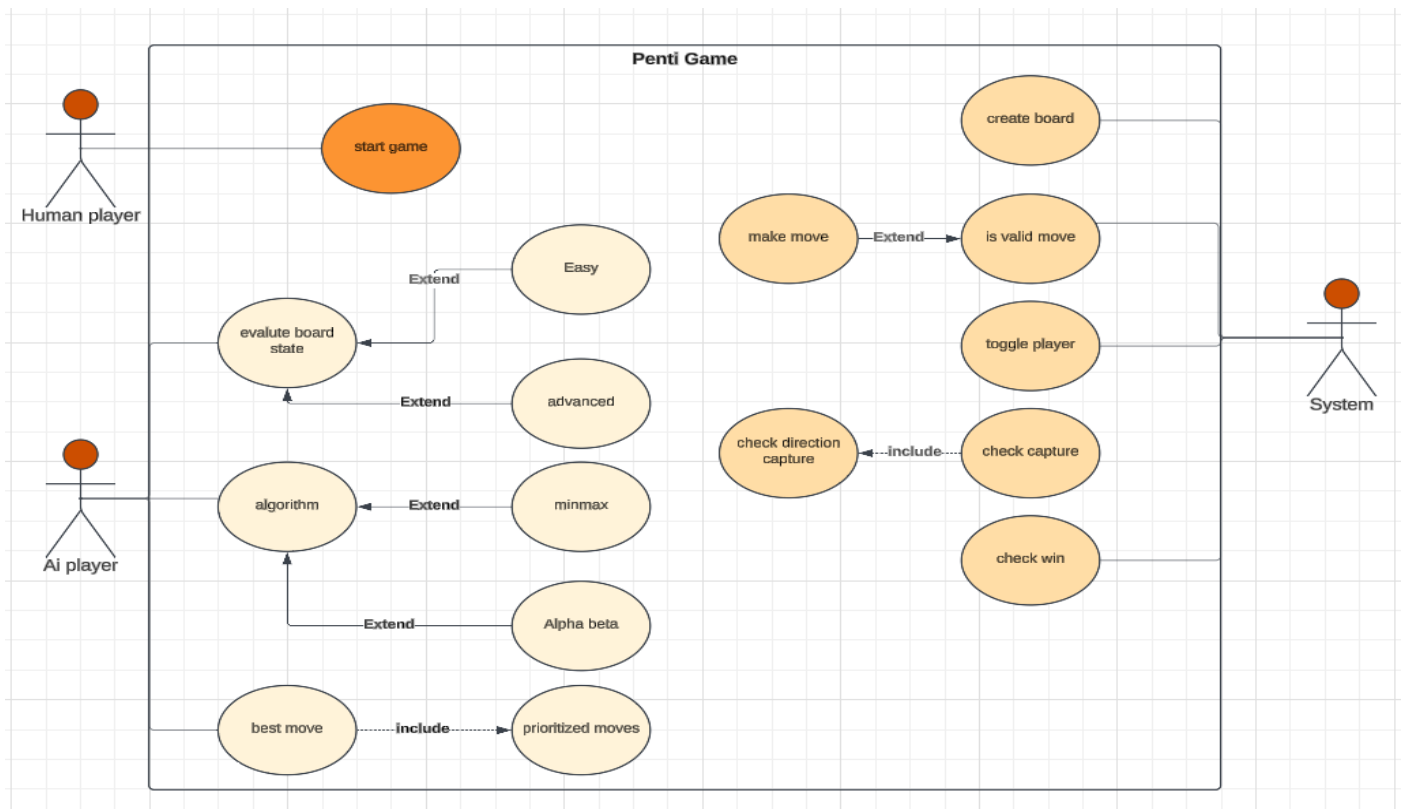 Penti Game
create board
start game
Human player
make move
Extend
is valid move
Easy
Extend
evalute board
state
toggle player
System
advanced
Extend
check direction
capture
include
check capture
algorithm
Extend
minmax
Ai player
check win
Extend
Alpha beta
best move
include
prioritized moves